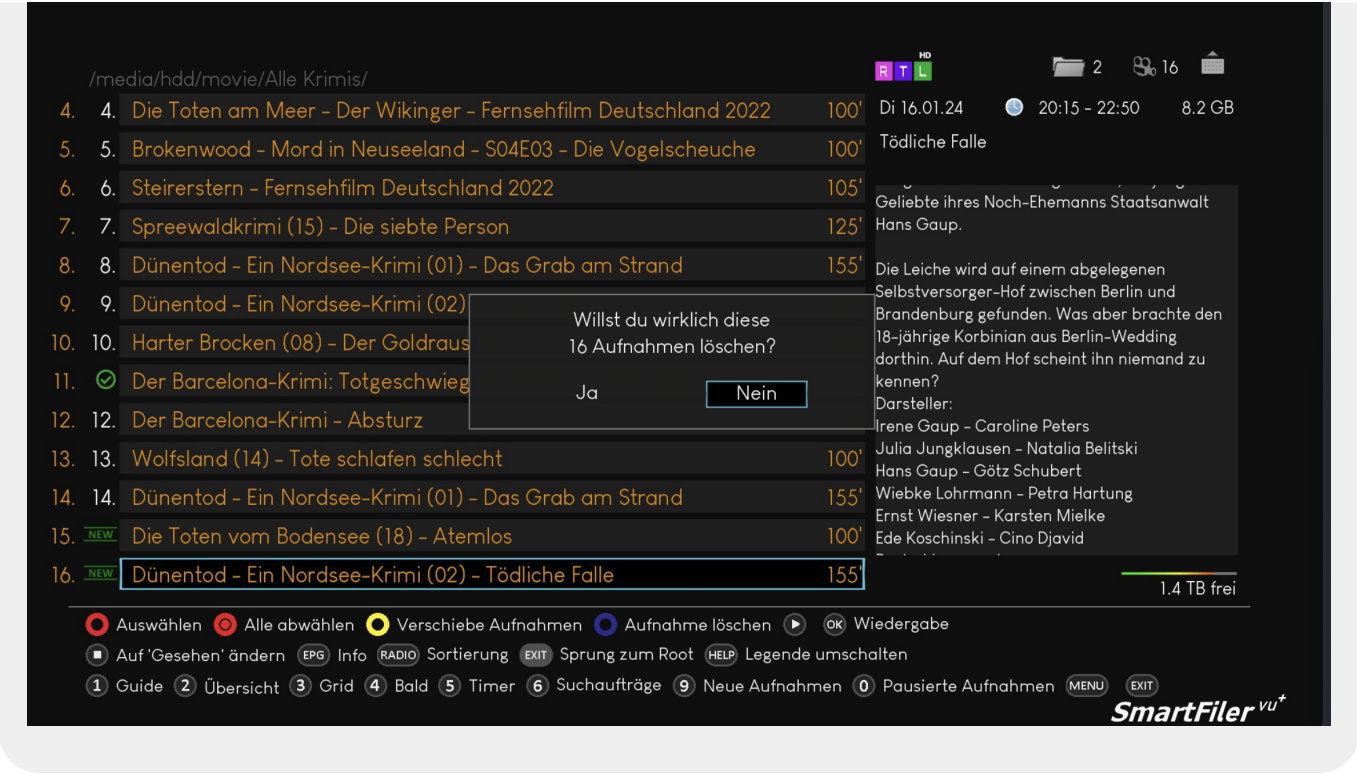 /media/hdd/movie/Alle Krimis/
RTL HD
2
16
4. 4. Die Toten am Meer - Der Wikinger - Fernsehfilm Deutschland 2022 100'
5. 5. Brokenwood - Mord in Neuseeland - S04E03 - Die Vogelscheuche 100'
6. 6. Steirerstern - Fernsehfilm Deutschland 2022 105'
7. 7. Spreewaldkrimi (15) - Die siebte Person 125'
8. 8. Dünentod - Ein Nordsee-Krimi (01) - Das Grab am Strand 155'
9. 9. Dünentod - Ein Nordsee-Krimi (02)
10. 10. Harter Brocken (08) - Der Goldraus
11. Der Barcelona-Krimi: Totgeschwieg
12. 12. Der Barcelona-Krimi - Absturz
13. 13. Wolfsland (14) - Tote schlafen schlecht 100'
14. 14. Dünentod - Ein Nordsee-Krimi (01) - Das Grab am Strand 155'
15. NEW Die Toten vom Bodensee (18) - Atemlos 100'
16. NEW Dünentod - Ein Nordsee-Krimi (02) - Tödliche Falle 155'
Willst du wirklich diese
16 Aufnahmen löschen?
Ja Nein
Di 16.01.24 20:15 - 22:50 8.2 GB
Tödliche Falle
Geliebte ihres Noch-Ehemanns Staatsanwalt
Hans Gaup.
Die Leiche wird auf einem abgelegenen
Selbstversorger-Hof zwischen Berlin und
Brandenburg gefunden. Was aber brachte den
18-jährige Korbinian aus Berlin-Wedding
dorthin. Auf dem Hof scheint ihn niemand zu
kennen?
Darsteller:
Irene Gaup - Caroline Peters
Julia Jungklausen - Natalia Belitski
Hans Gaup - Götz Schubert
Wiebke Lohrmann - Petra Hartung
Ernst Wiesner - Karsten Mielke
Ede Koschinski - Cino Djavid
1.4 TB frei
Auswählen Alle abwählen Verschiebe Aufnahmen Aufnahme löschen OK Wiedergabe
Auf 'Gesehen' ändern EPG Info RADIO Sortierung EXIT Sprung zum Root HELP Legende umschalten
1 Guide 2 Übersicht 3 Grid 4 Bald 5 Timer 6 Suchaufträge 9 Neue Aufnahmen 0 Pausierte Aufnahmen MENU EXIT
SmartFiler vu+